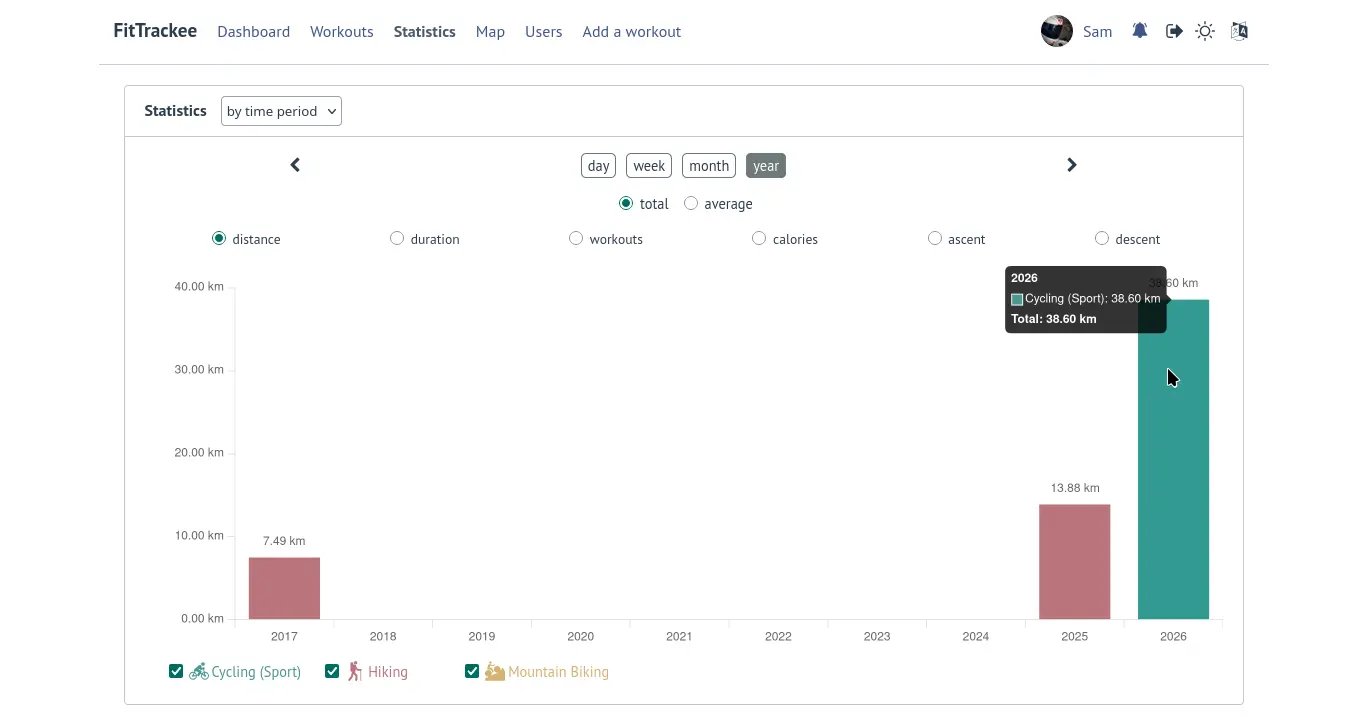 FitTrackee Dashboard Workouts Statistics Map Users Add a workout Sam
Statistics by time period
day week month year
total average
distance duration workouts calories ascent descent
2026
Cycling (Sport): 38.60 km
Total: 38.60 km
38.60 km
40.00 km
30.00 km
20.00 km
13.88 km
10.00 km
7.49 km
0.00 km
2017 2018 2019 2020 2021 2022 2023 2024 2025 2026
Cycling (Sport) Hiking Mountain Biking